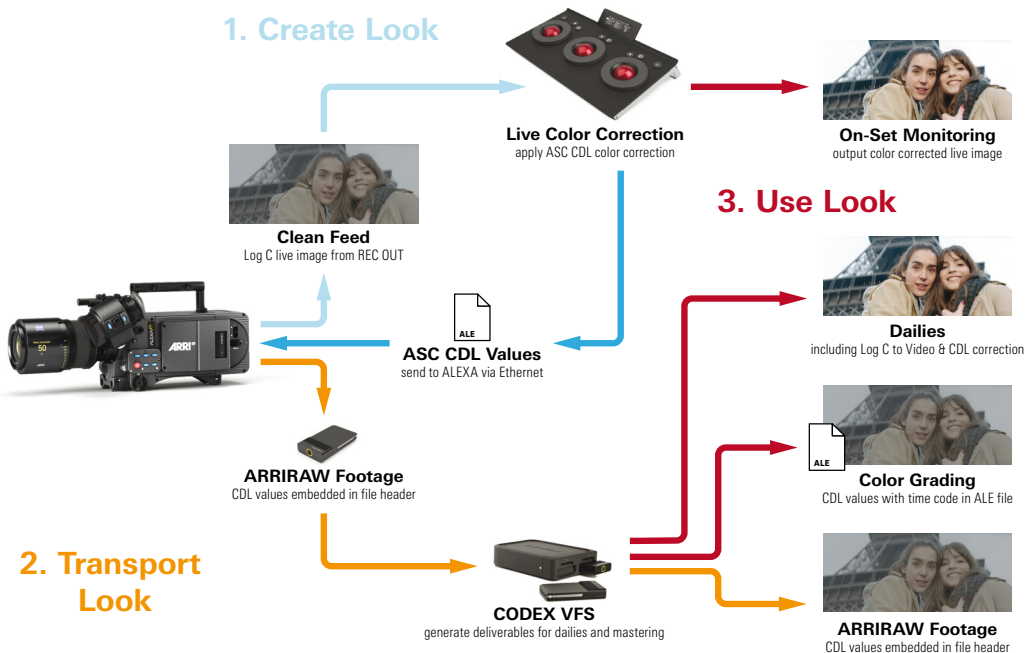 1. Create Look
Live Color Correction
apply ASC CDL color correction
On-Set Monitoring
output color corrected live image
3. Use Look
Clean Feed
Log C live image from REC OUT
ARRI
50
ALE
ASC CDL Values
send to ALEXA via Ethernet
Dailies
including Log C to Video & CDL correction
ARRIRAW Footage
CDL values embedded in file header
ALE
Color Grading
CDL values with time code in ALE file
2. Transport
Look
CODEX VFS
generate deliverables for dailies and mastering
ARRIRAW Footage
CDL values embedded in file header